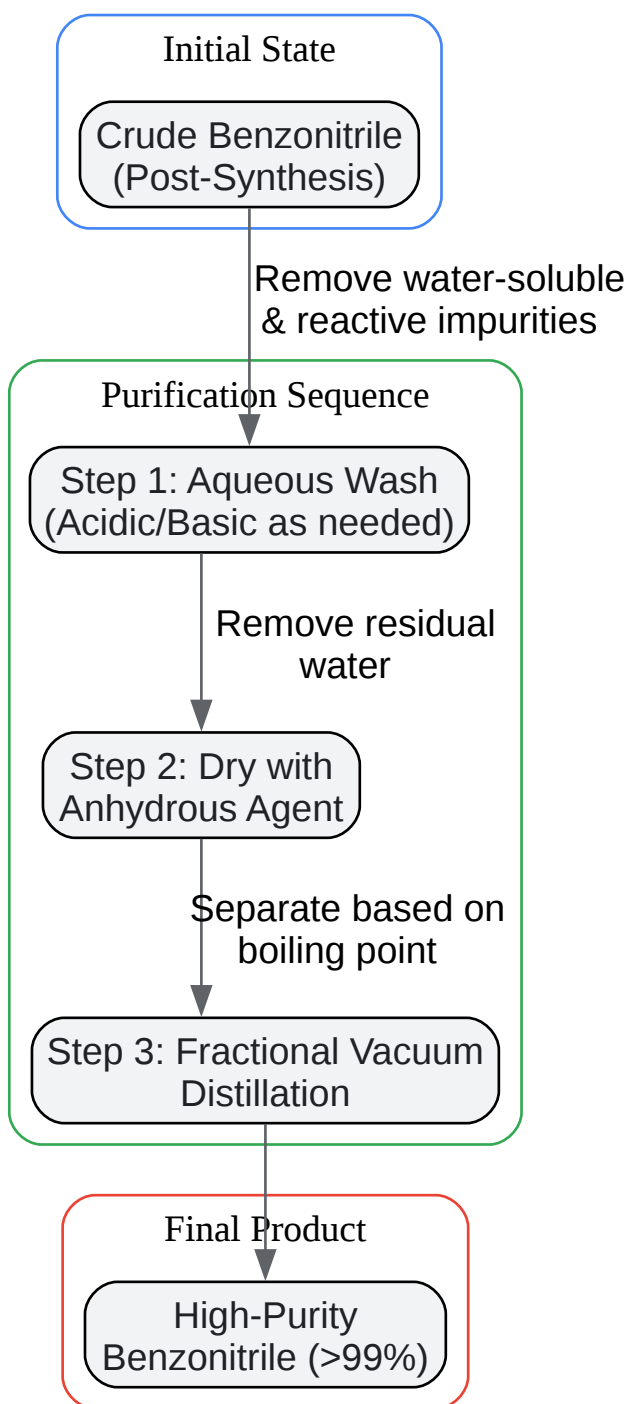 Initial State
Crude Benzonitrile
(Post-Synthesis)
Remove water-soluble
& reactive impurities
Purification Sequence
Step 1: Aqueous Wash
(Acidic/Basic as needed)
Remove residual
water
Step 2: Dry with
Anhydrous Agent
Separate based on
boiling point
Step 3: Fractional Vacuum
Distillation
Final Product
High-Purity
Benzonitrile (>99%)